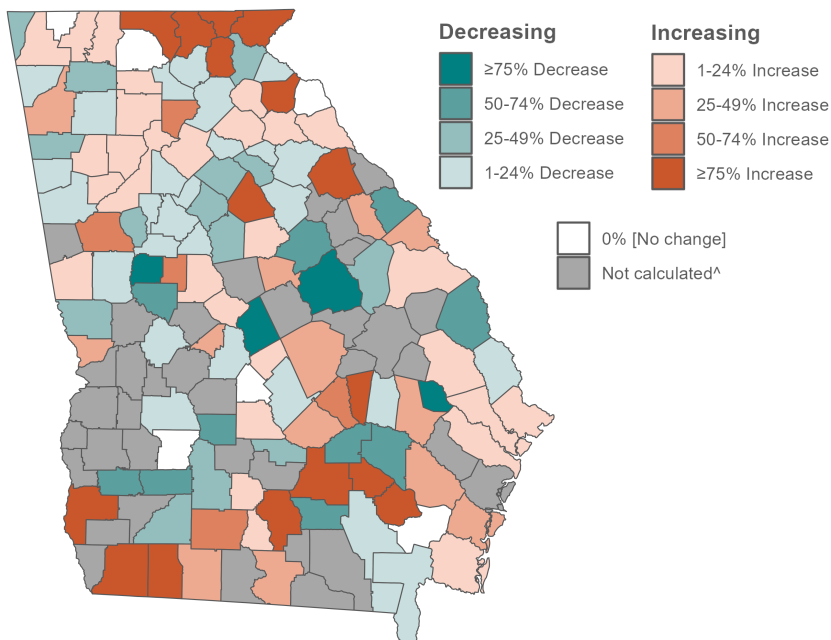 Decreasing
≥75% Decrease
50-74% Decrease
25-49% Decrease
1-24% Decrease
Increasing
1-24% Increase
25-49% Increase
50-74% Increase
≥75% Increase
0% [No change]
Not calculated^